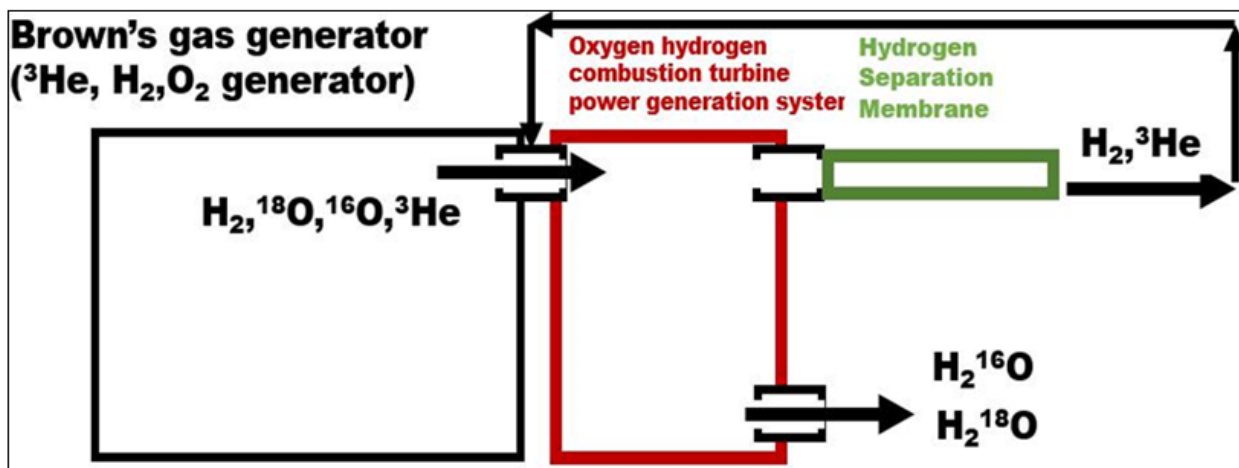 Brown's gas generator
(³He, H₂,O₂ generator)
Oxygen hydrogen
combustion turbine
power generation syster
Hydrogen
Separation
Membrane
H₂,¹⁸O,¹⁶O,³He
H₂,³He
H₂¹⁶O
H₂¹⁸O